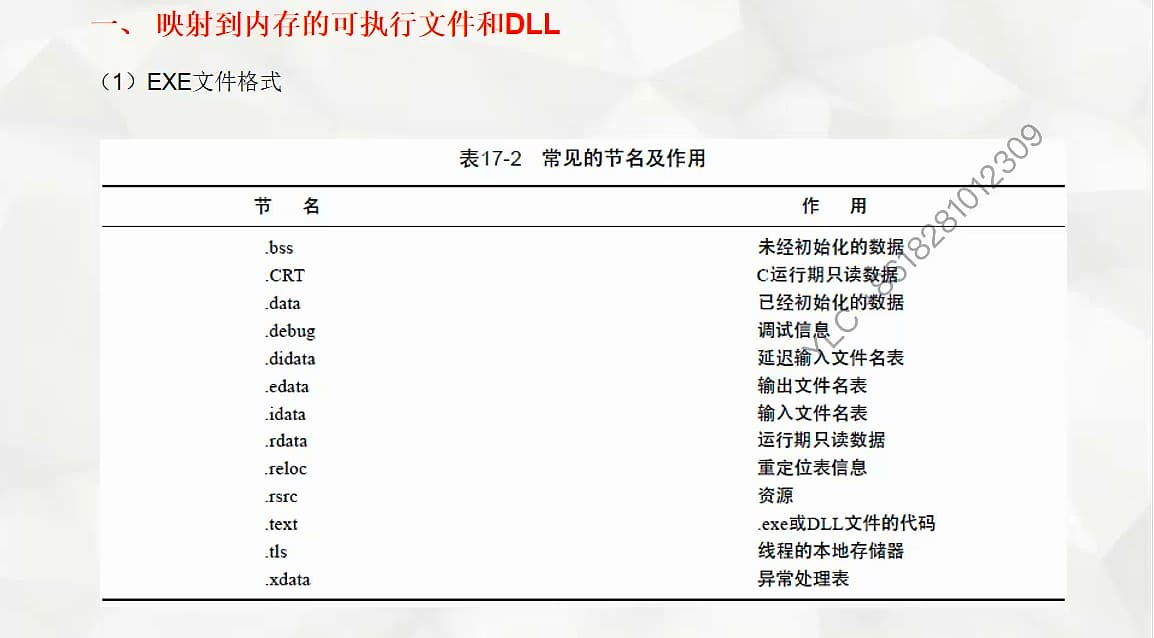 一、 映射到内存的可执行文件和DLL
（1）EXE文件格式
表17-2 常见的节名及作用
节 名 作 用
.bss 未经初始化的数据
.CRT C运行期只读数据
.data 已经初始化的数据
.debug 调试信息
.didata 延迟输入文件名表
.edata 输出文件名表
.idata 输入文件名表
.rdata 运行期只读数据
.reloc 重定位表信息
.rsrc 资源
.text .exe或DLL文件的代码
.tls 线程的本地存储器
.xdata 异常处理表